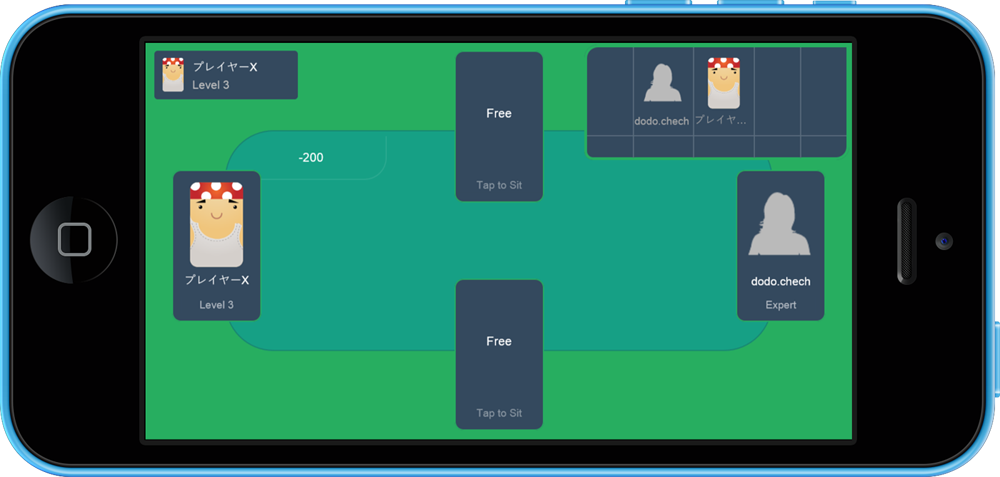 プレイヤーX
Level 3
Free
Tap to Sit
dodo.chech
プレイヤ...
-200
プレイヤーX
Level 3
dodo.chech
Expert
Free
Tap to Sit